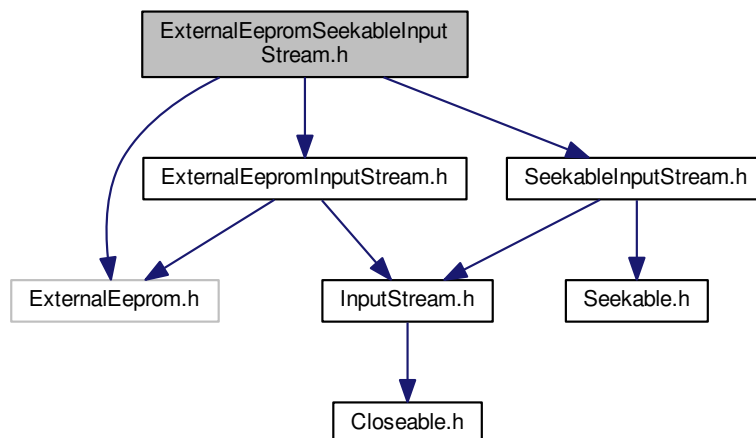 ExternalEepromSeekableInput
Stream.h
ExternalEepromInputStream.h
SeekableInputStream.h
ExternalEeprom.h
InputStream.h
Seekable.h
Closeable.h